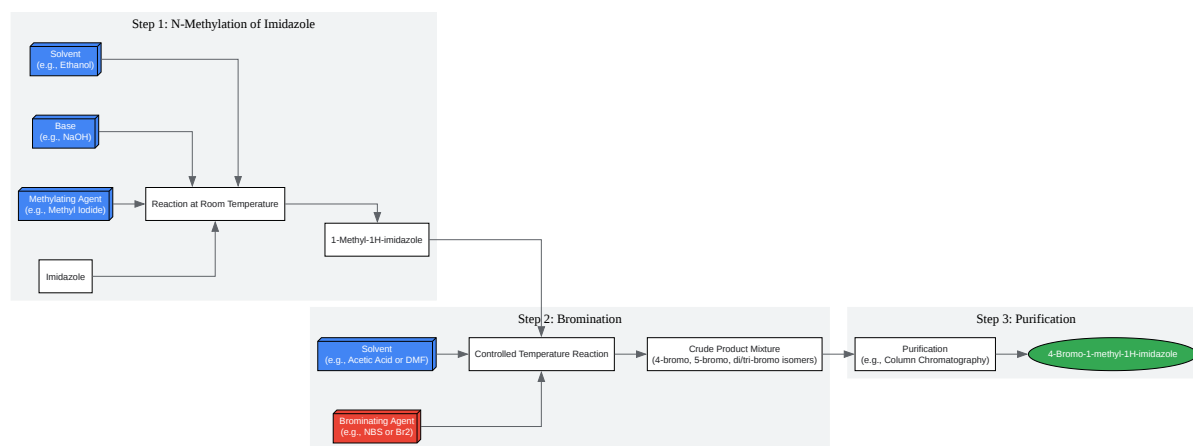 Step 1: N-Methylation of Imidazole
Solvent
(e.g., Ethanol)
Base
(e.g., NaOH)
Methylating Agent
(e.g., Methyl Iodide)
Reaction at Room Temperature
Imidazole
1-Methyl-1H-imidazole
Step 2: Bromination
Solvent
(e.g., Acetic Acid or DMF)
Controlled Temperature Reaction
Crude Product Mixture
(4-bromo, 5-bromo, di/tri-bromo isomers)
Brominating Agent
(e.g., NBS or Br2)
Step 3: Purification
Purification
(e.g., Column Chromatography)
4-Bromo-1-methyl-1H-imidazole